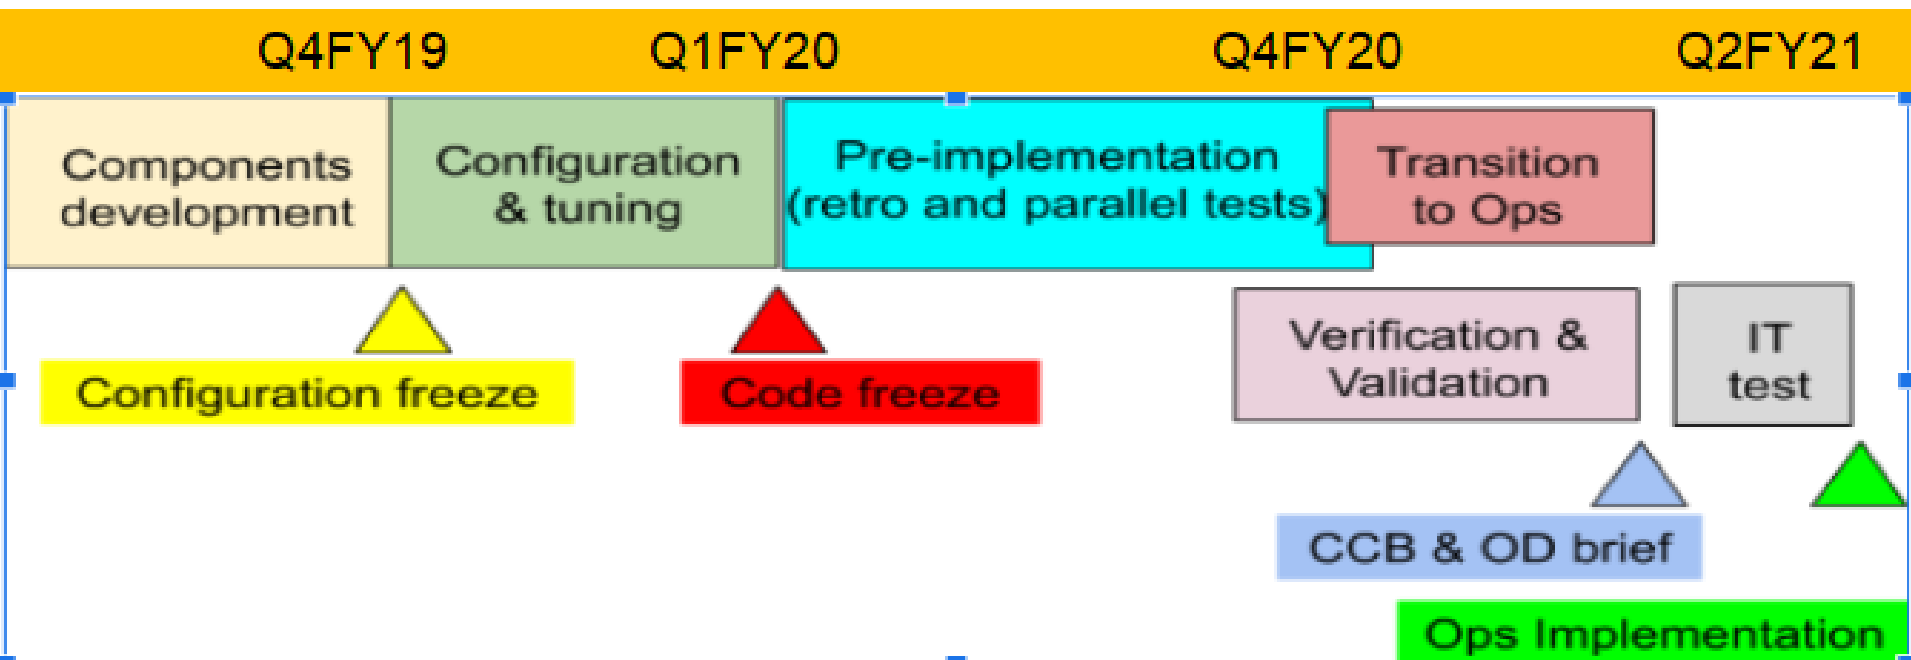 Q4FY19 Q1FY20 Q4FY20 Q2FY21
Components
development
Configuration
& tuning
Pre-implementation
(retro and parallel tests)
Transition
to Ops
Configuration freeze
Code freeze
Verification &
Validation
IT
test
CCB & OD brief
Ops Implementation